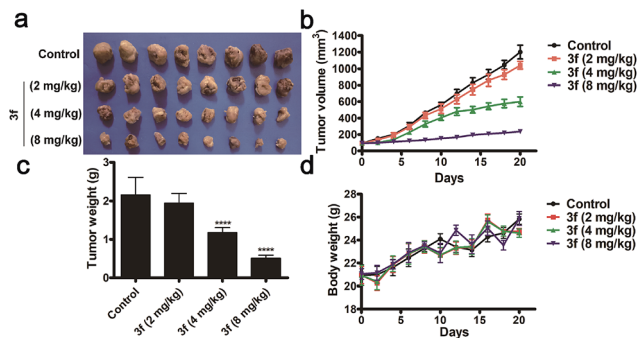 a
Control
3f
(2 mg/kg)
(4 mg/kg)
(8 mg/kg)
b
Tumor volume (mm³)
1400
1200
1000
800
600
400
200
0 5 10 15 20
Days
Control
3f (2 mg/kg)
3f (4 mg/kg)
3f (8 mg/kg)
c
Tumor weight (g)
3
2
1
0
****
****
Control
3f (2 mg/kg)
3f (4 mg/kg)
3f (8 mg/kg)
d
Body weight (g)
28
26
24
22
20
18
0 5 10 15 20
Days
Control
3f (2 mg/kg)
3f (4 mg/kg)
3f (8 mg/kg)